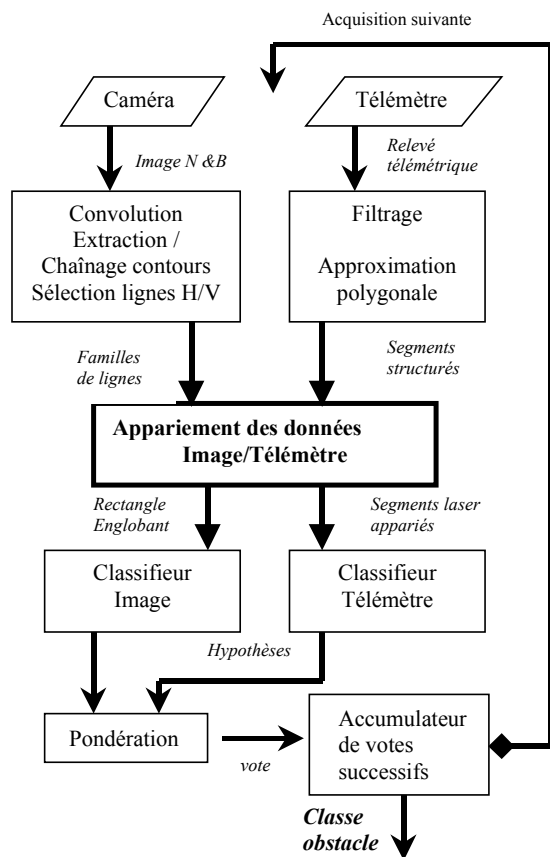 Acquisition suivante
Caméra
Télémètre
Image N &B
Relevé
télémétrique
Convolution
Extraction /
Chaînage contours
Sélection lignes H/V
Filtrage
Approximation
polygonale
Familles
de lignes
Segments
structurés
Appariement des données
Image/Télémètre
Rectangle
Englobant
Segments laser
appariés
Classifieur
Image
Classifieur
Télémètre
Hypothèses
Pondération
vote
Accumulateur
de votes
successifs
Classe
obstacle